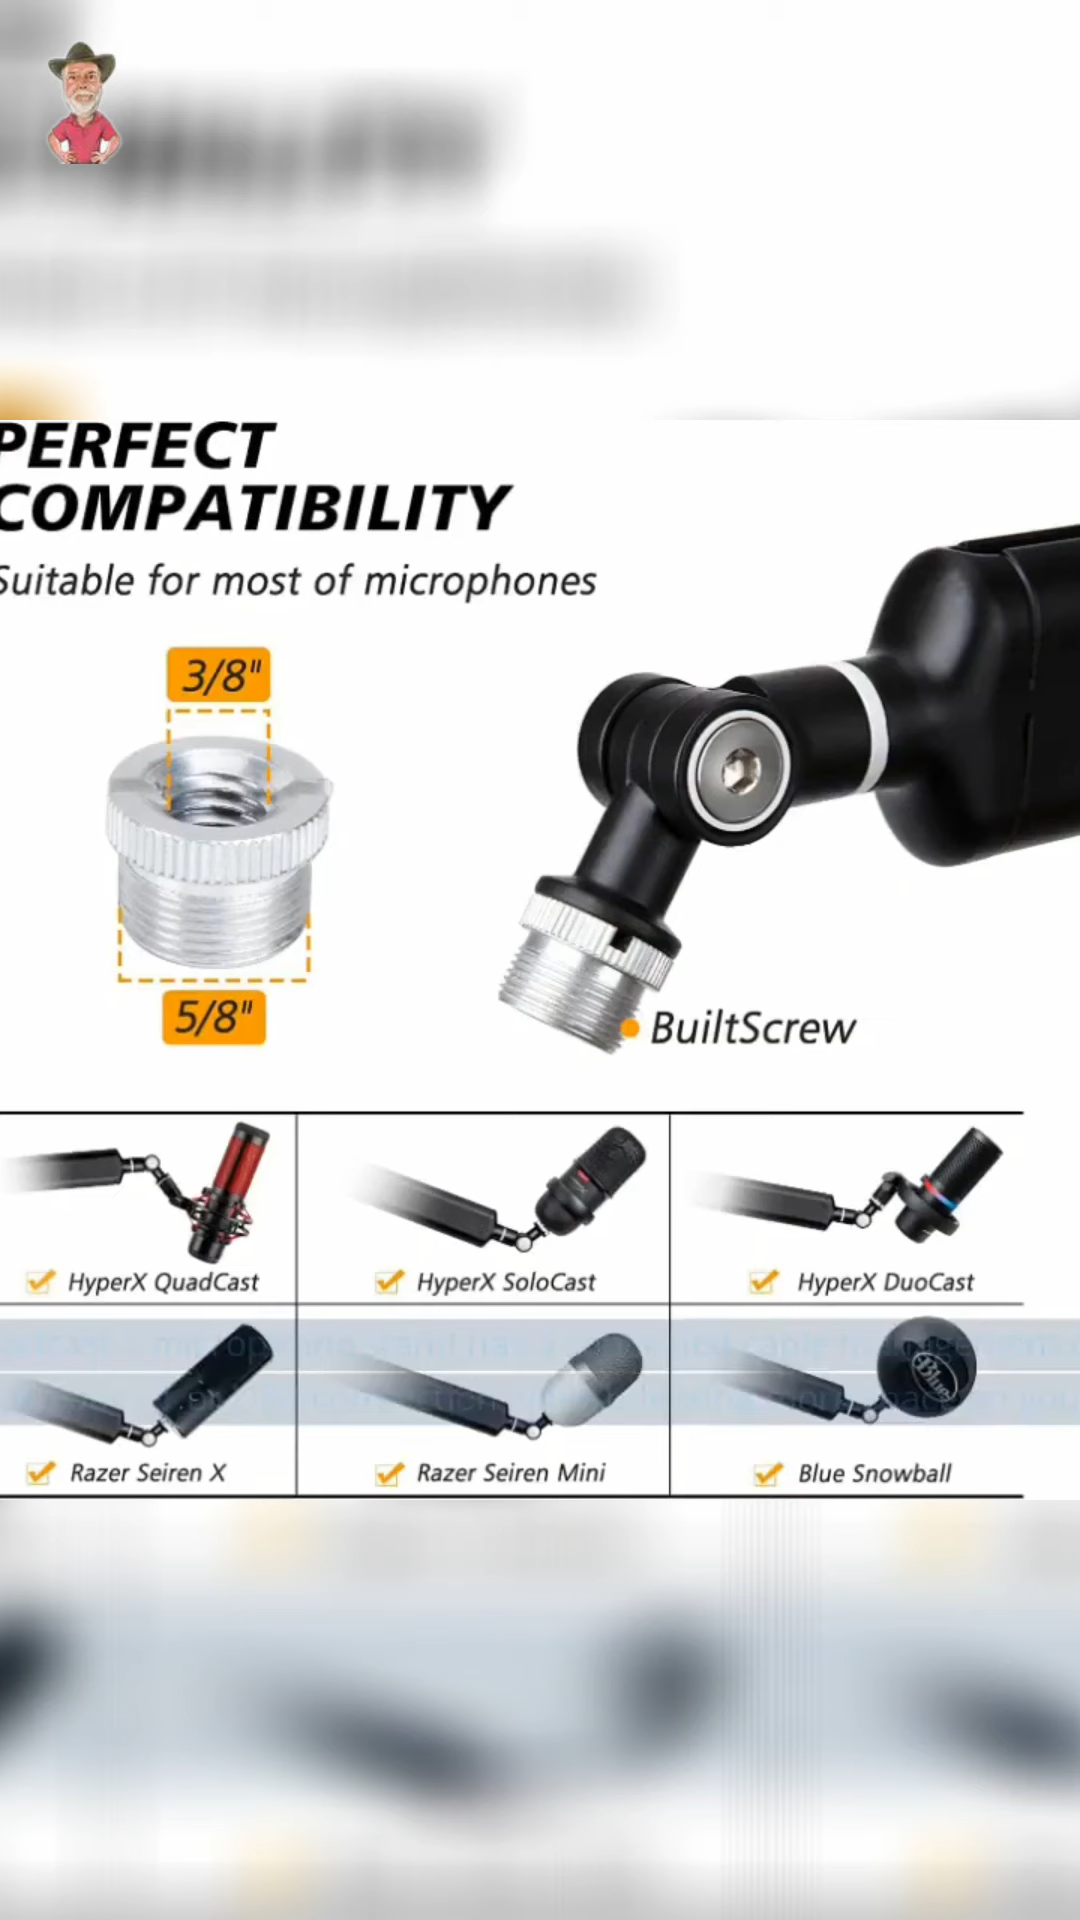 PERFECT
COMPATIBILITY
Suitable for most of microphones
3/8"
5/8"
BuiltScrew
HyperX QuadCast
HyperX SoloCast
HyperX DuoCast
Blue
Razer Seiren X
Razer Seiren Mini
Blue Snowball